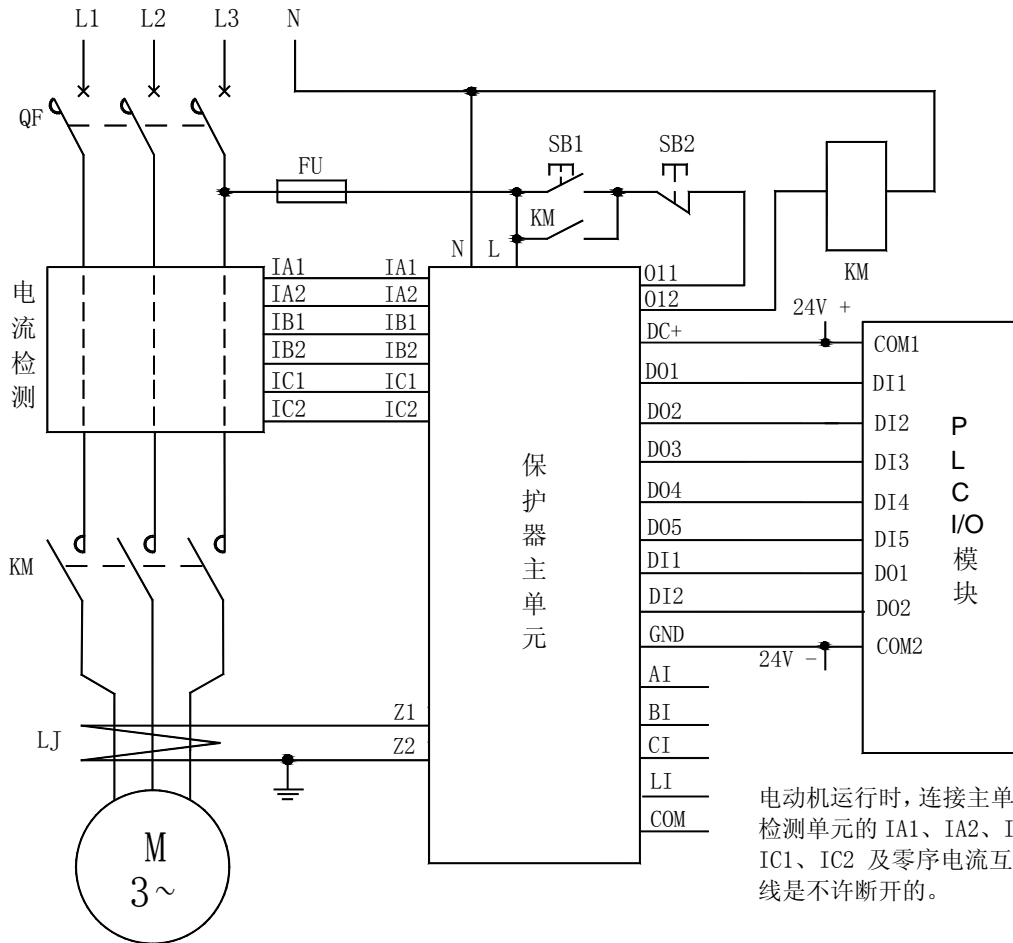 L1 L2 L3 N
QF
FU
SB1 SB2
KM
N L
KM
电流检测
IA1 IA1
IA2 IA2
IB1 IB1
IB2 IB2
IC1 IC1
IC2 IC2
保护器主单元
O11
O12
DC+
DO1
DO2
DO3
DO4
DO5
DI1
DI2
GND
AI
BI
CI
LI
COM
24V +
24V -
COM1
DI1
DI2
DI3
DI4
DI5
DO1
DO2
COM2
P
L
C
I/O
模
块
KM
Z1
Z2
LJ
M
3~
电动机运行时,连接主单
检测单元的 IA1、IA2、I
IC1、IC2 及零序电流互
线是不许断开的。